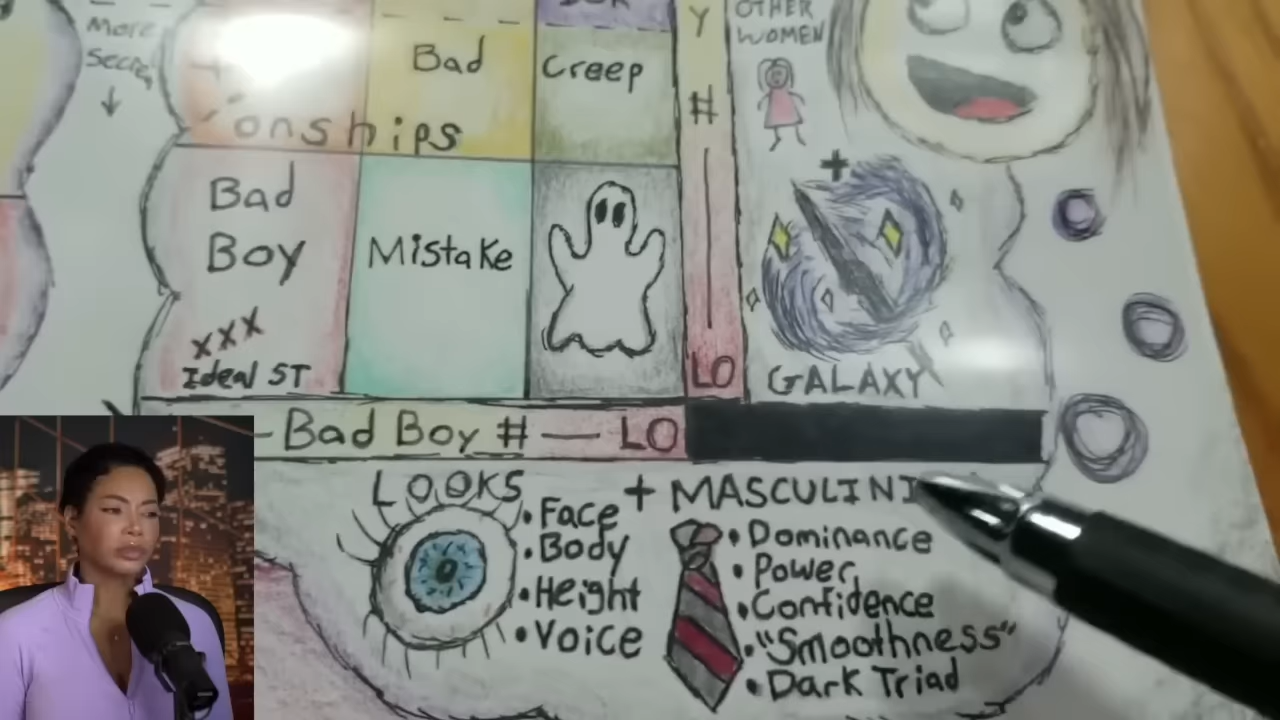 More
Secret
Bad
Creep
onships
Bad
Boy
xxx
Ideal ST
Mistake
Y
#
LO
OTHER
WOMEN
+
GALAXY
Bad Boy # — LO
LOOKS
• Face
• Body
• Height
• Voice
+ MASCULINI
• Dominance
• Power
• Confidence
• "Smoothness"
• Dark Triad